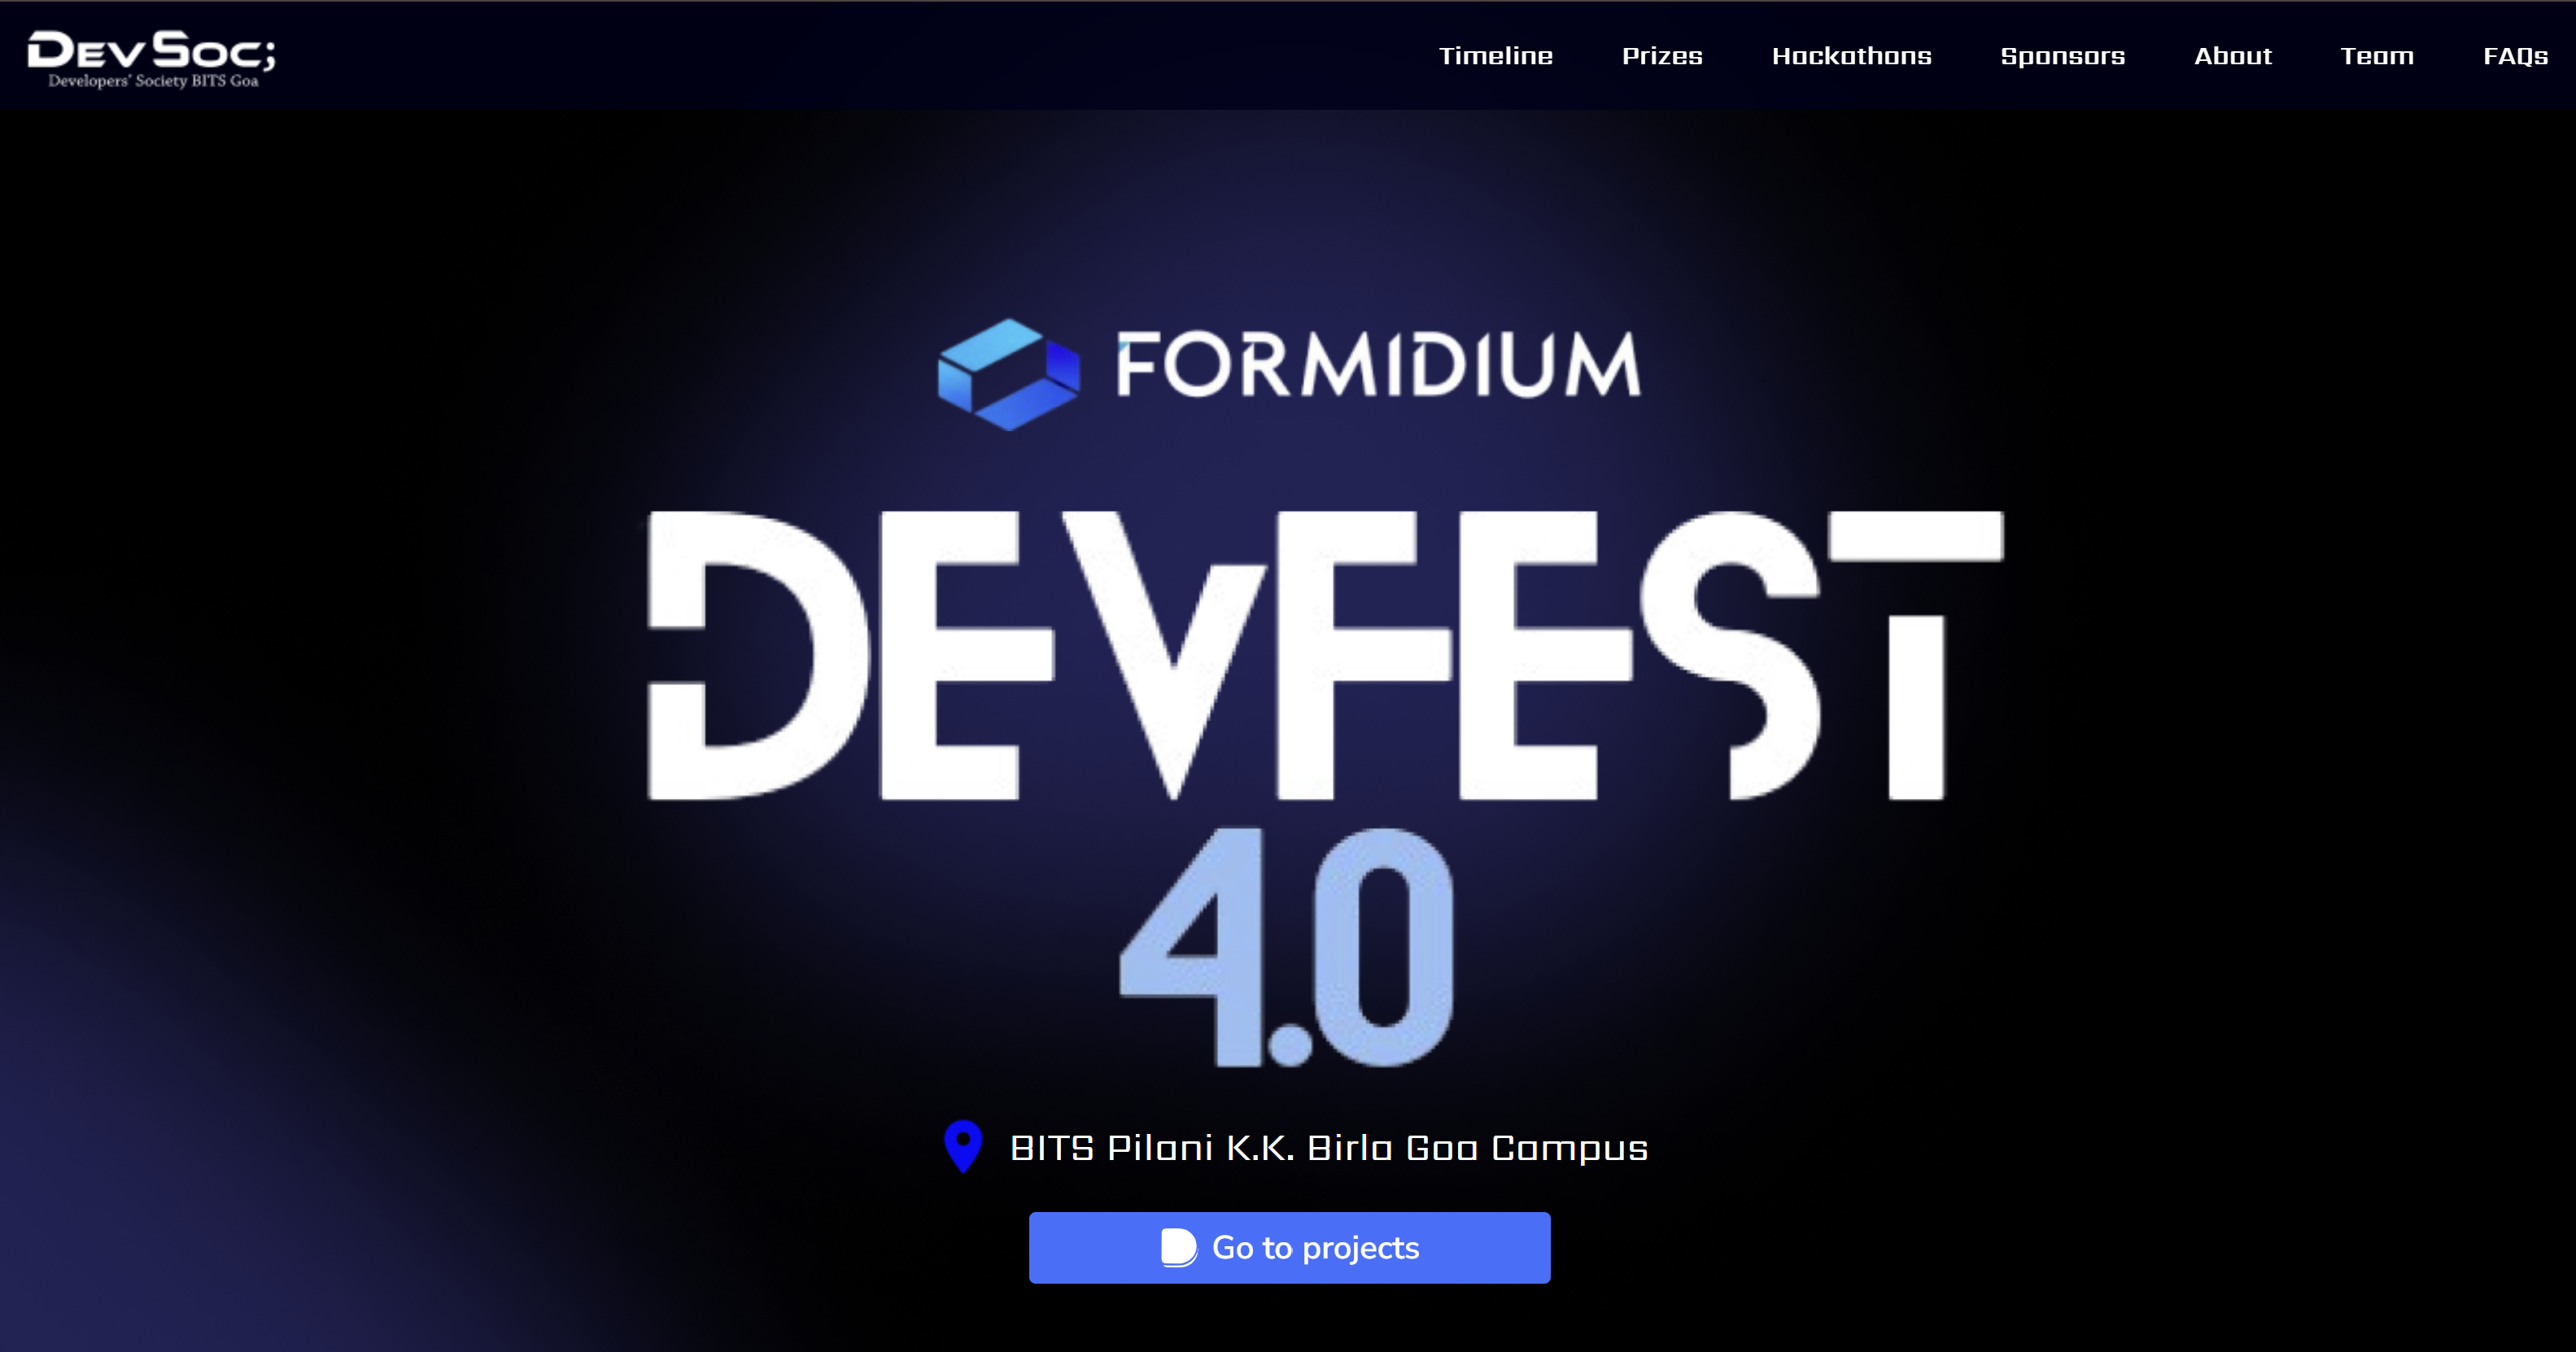 DevSoc;
Developers' Society BITS Goa
Timeline Prizes Hackathons Sponsors About Team FAQs
FORMIDIUM
DEVFEST
4.0
BITS Pilani K.K. Birla Goa Campus
Go to projects